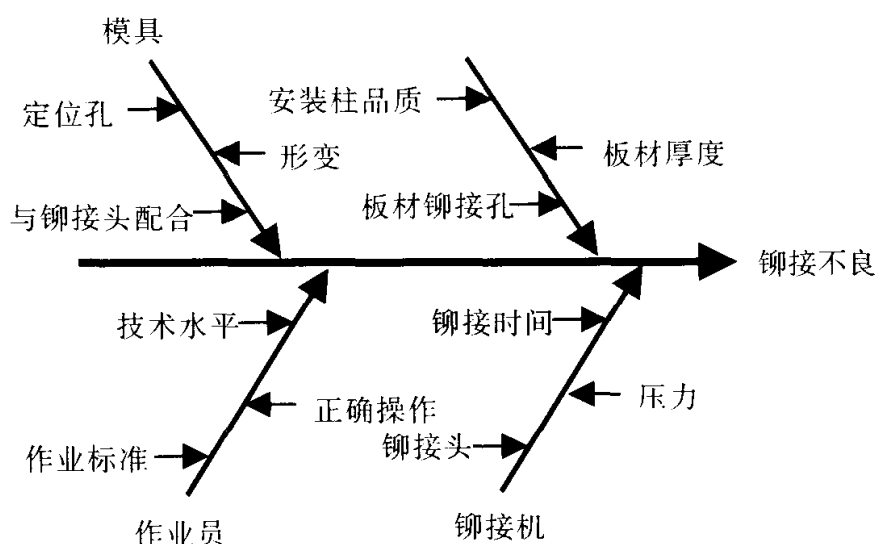 模具
定位孔
形变
与铆接头配合
安装柱品质
板材厚度
板材铆接孔
铆接不良
技术水平
正确操作
作业标准
作业员
铆接时间
压力
铆接头
铆接机